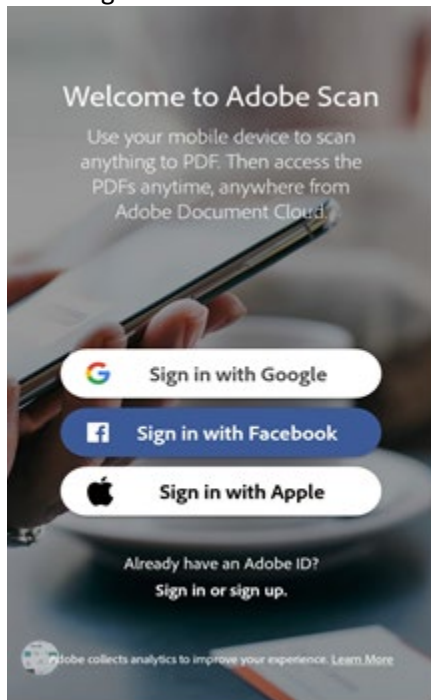 Welcome to Adobe Scan
Use your mobile device to scan
anything to PDF. Then access the
PDFs anytime, anywhere from
Adobe Document Cloud.
Sign in with Google
Sign in with Facebook
Sign in with Apple
Already have an Adobe ID?
Sign in or sign up.
Adobe collects analytics to improve your experience. Learn More